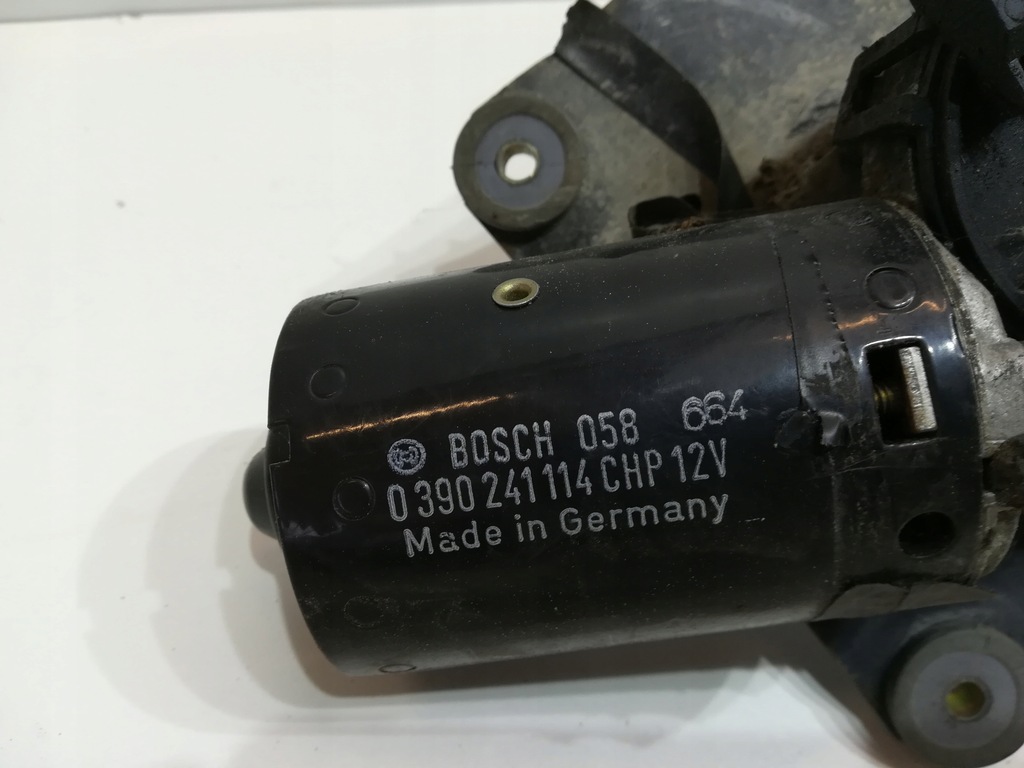 BOSCH 058 664
0 390 241 114 CHP 12V
Made in Germany